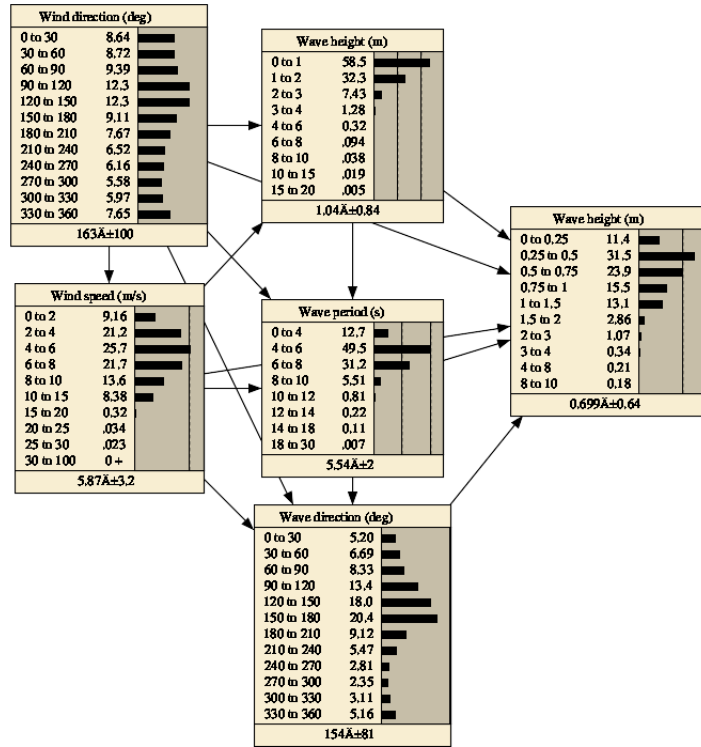 Wind direction (deg)
0 to 30 8.64
30 to 60 8.72
60 to 90 9.39
90 to 120 12.3
120 to 150 12.3
150 to 180 9.11
180 to 210 7.67
210 to 240 6.52
240 to 270 6.16
270 to 300 5.58
300 to 330 5.97
330 to 360 7.65
163Ä±100
Wave height (m)
0 to 1 58.5
1 to 2 32.3
2 to 3 7.43
3 to 4 1.28
4 to 6 0.32
6 to 8 .094
8 to 10 .038
10 to 15 .019
15 to 20 .005
1.04Ä±0.84
Wave height (m)
0 to 0.25 11.4
0.25 to 0.5 31.5
0.5 to 0.75 23.9
0.75 to 1 15.5
1 to 1.5 13.1
1.5 to 2 2.86
2 to 3 1.07
3 to 4 0.34
4 to 8 0.21
8 to 10 0.18
0.699Ä±0.64
Wind speed (m/s)
0 to 2 9.16
2 to 4 21.2
4 to 6 25.7
6 to 8 21.7
8 to 10 13.6
10 to 15 8.38
15 to 20 0.32
20 to 25 .034
25 to 30 .023
30 to 100 0 +
5.87Ä±3.2
Wave period (s)
0 to 4 12.7
4 to 6 49.5
6 to 8 31.2
8 to 10 5.51
10 to 12 0.81
12 to 14 0.22
14 to 18 0.11
18 to 30 .007
5.54Ä±2
Wave direction (deg)
0 to 30 5.20
30 to 60 6.69
60 to 90 8.33
90 to 120 13.4
120 to 150 18.0
150 to 180 20.4
180 to 210 9.12
210 to 240 5.47
240 to 270 2.81
270 to 300 2.35
300 to 330 3.11
330 to 360 5.16
154Ä±81